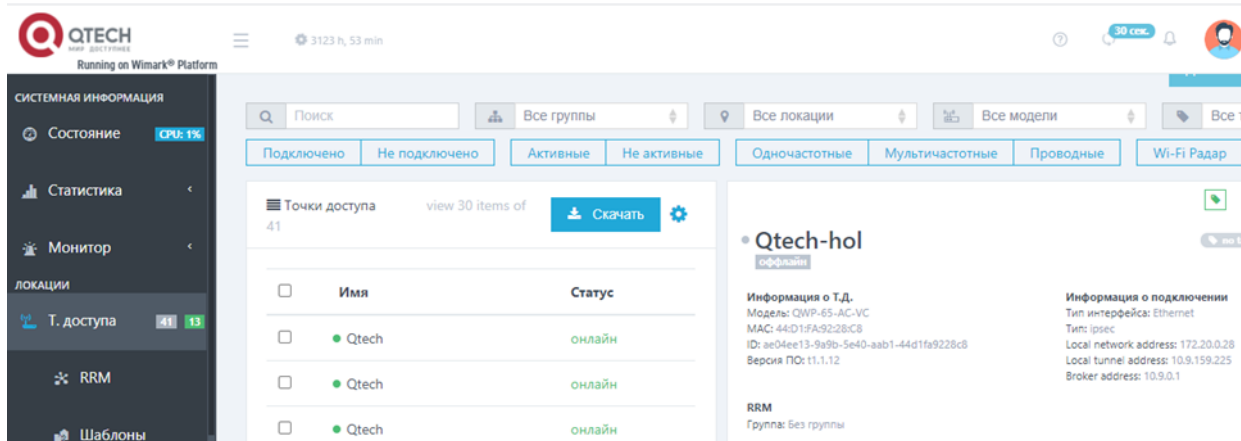 QTECH
МИР ДОСТУПНЕЕ
Running on Wimark® Platform
3123 h, 53 min
30 сек.
СИСТЕМНАЯ ИНФОРМАЦИЯ
Состояние
CPU: 1%
Статистика
Монитор
ЛОКАЦИИ
Т. доступа
41
13
RRM
Шаблоны
Поиск
Все группы
Все локации
Все модели
Все
Подключено
Не подключено
Активные
Не активные
Одночастотные
Мультичастотные
Проводные
Wi-Fi Радар
Точки доступа
view 30 items of
41
Скачать
Имя
Статус
Qtech
онлайн
Qtech
онлайн
Qtech
онлайн
Qtech-hol
оффлайн
Информация о Т.Д.
Модель: QWP-65-AC-VC
MAC: 44:D1:FA:92:28:C8
ID: ae04ee13-9a9b-5e40-aab1-44d1fa9228c8
Версия ПО: t1.1.12
Информация о подключении
Тип интерфейса: Ethernet
Тип: ipsec
Local network address: 172.20.0.28
Local tunnel address: 10.9.159.225
Broker address: 10.9.0.1
RRM
Группа: Без группы